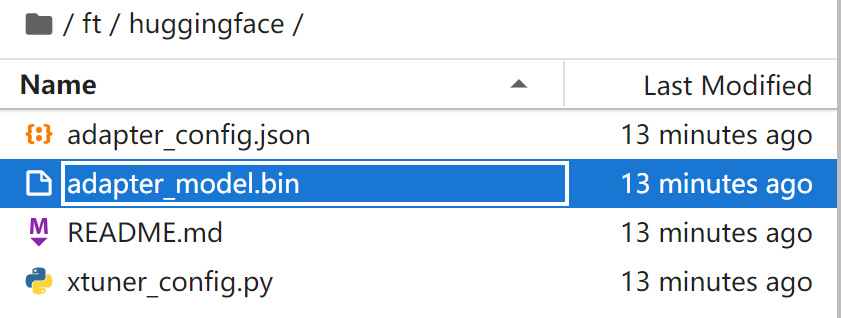 / ft / huggingface /
Name Last Modified
adapter_config.json 13 minutes ago
adapter_model.bin 13 minutes ago
README.md 13 minutes ago
xtuner_config.py 13 minutes ago